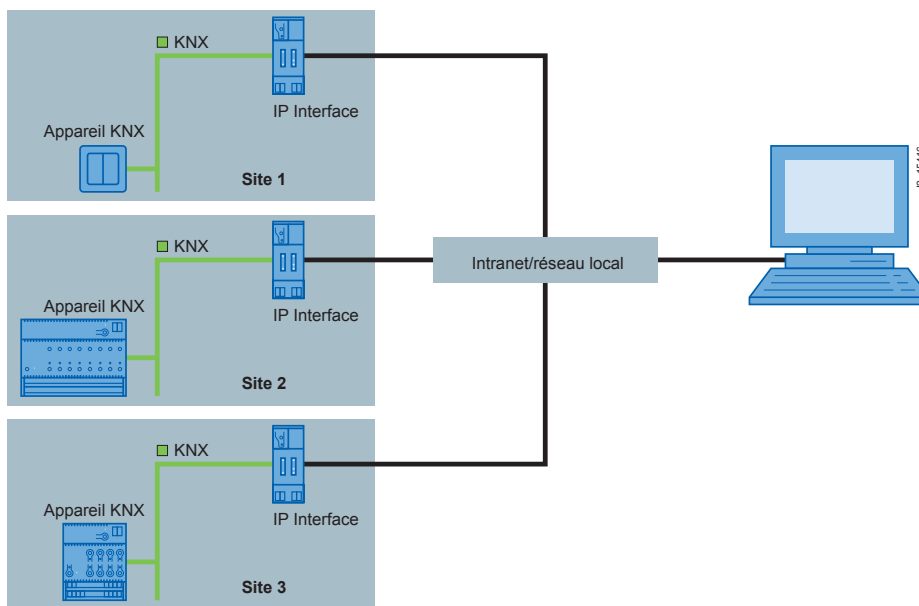 KNX
IP Interface
Appareil KNX
Site 1
KNX
IP Interface
Appareil KNX
Site 2
KNX
IP Interface
Appareil KNX
Site 3
Intranet/réseau local